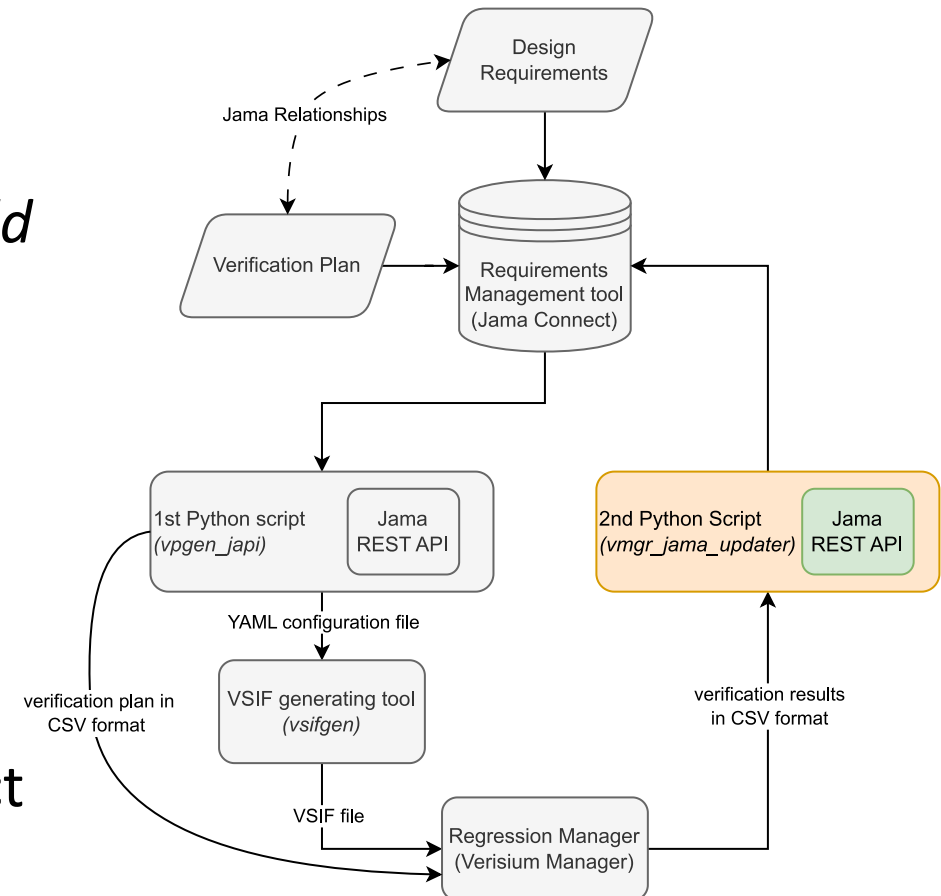 Design
Requirements
Jama Relationships
Verification Plan
Requirements
Management tool
(Jama Connect)
1st Python script
(vpgen_japi)
Jama
REST API
2nd Python Script
(vmgr_jama_updater)
Jama
REST API
YAML configuration file
VSIF generating tool
(vsifgen)
verification plan in
CSV format
verification results
in CSV format
VSIF file
Regression Manager
(Verisium Manager)